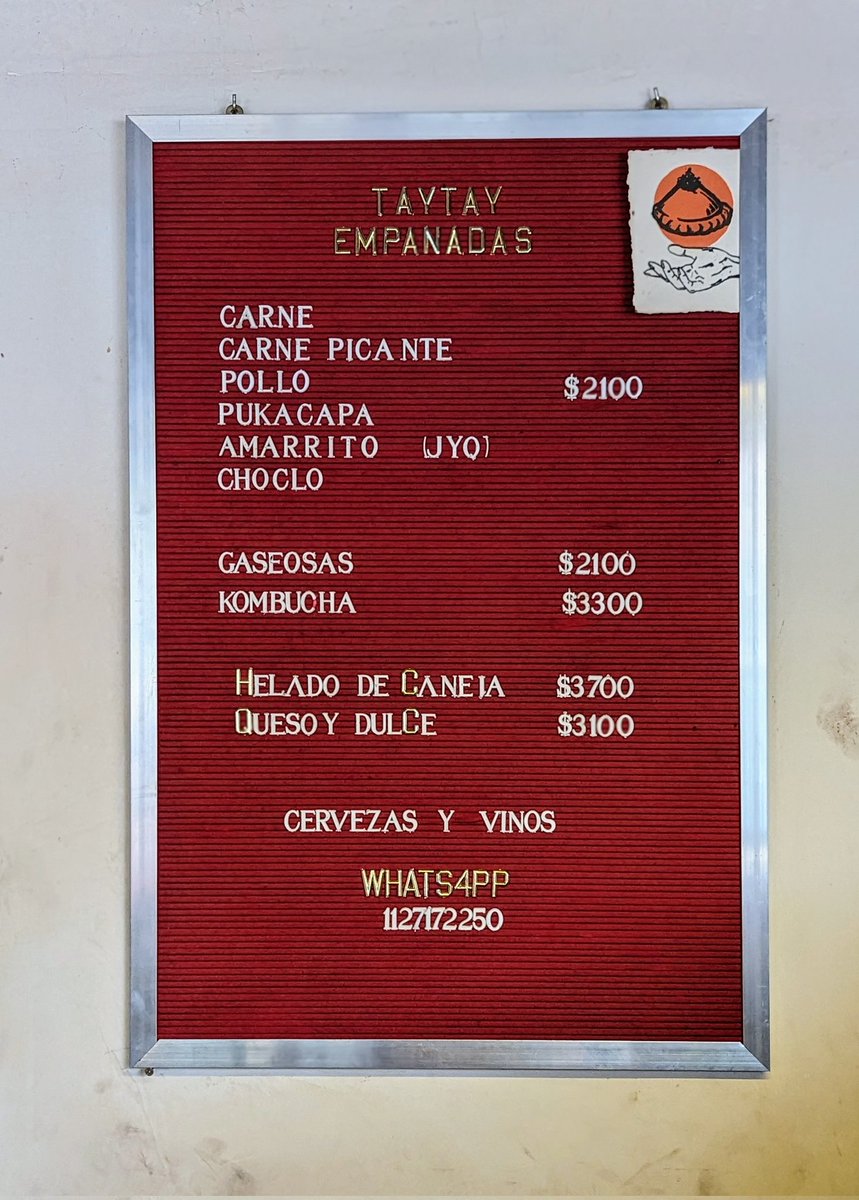 TAYTAY
EMPANADAS
CARNE
CARNE PICANTE
POLLO $2100
PUKACAPA
AMARRITO (JYQ)
CHOCLO
GASEOSAS $2100
KOMBUCHA $3300
HELADO DE CANEJA $3700
QUESO Y DULCE $3100
CERVEZAS Y VINOS
WHATS4PP
1127172250